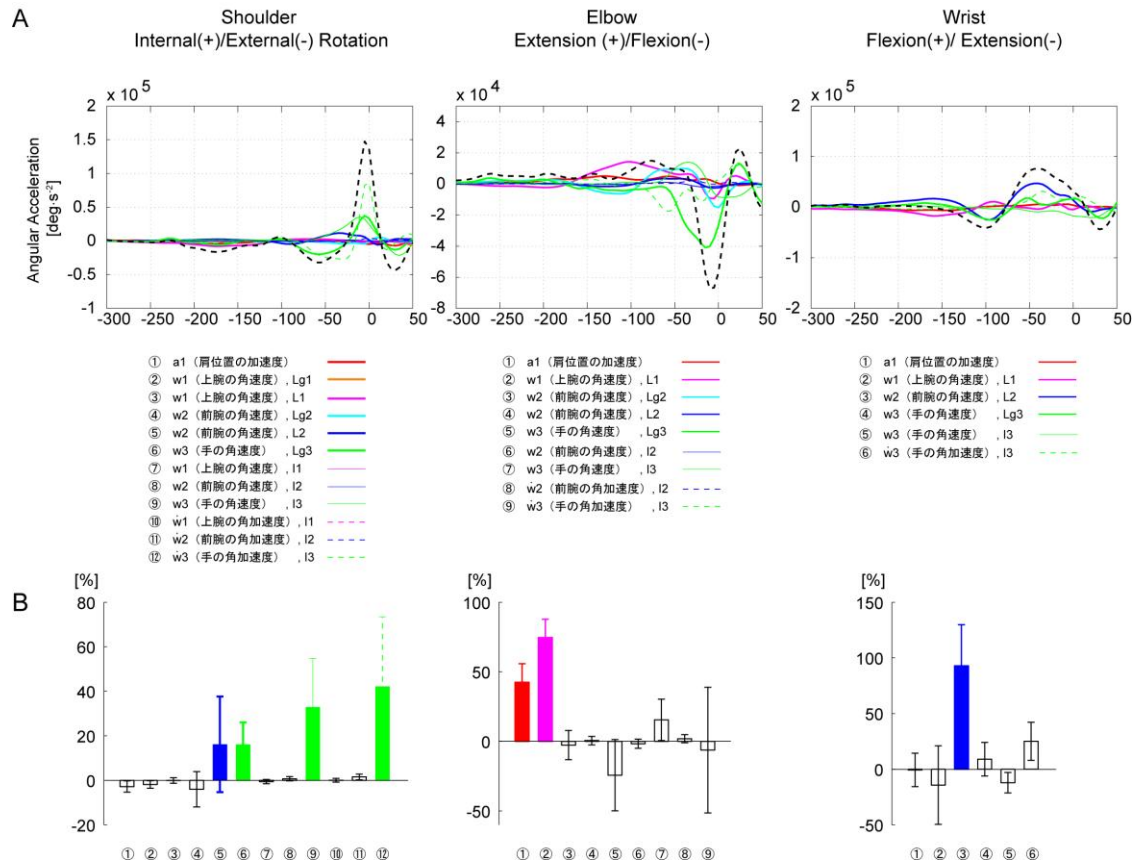 A
Shoulder
Internal(+)/External(-) Rotation
Elbow
Extension (+)/Flexion(-)
Wrist
Flexion(+)/ Extension(-)
Angular Acceleration
[deg·s⁻²]
x 10⁵
2
1.5
1
0.5
0
-0.5
-1
-300 -250 -200 -150 -100 -50 0 50
x 10⁴
4
2
0
-2
-4
-6
-8
-300 -250 -200 -150 -100 -50 0 50
x 10⁵
2
1
0
-1
-2
-300 -250 -200 -150 -100 -50 0 50
① a1（肩位置の加速度）
② w1（上腕の角速度）, Lg1
③ w1（上腕の角速度）, L1
④ w2（前腕の角速度）, Lg2
⑤ w2（前腕の角速度）, L2
⑥ w3（手の角速度） , Lg3
⑦ w1（上腕の角速度）, I1
⑧ w2（前腕の角速度）, I2
⑨ w3（手の角速度） , I3
⑩ ẇ1（上腕の角加速度）, I1
⑪ ẇ2（前腕の角加速度）, I2
⑫ ẇ3（手の角加速度） , I3
① a1（肩位置の加速度）
② w1（上腕の角速度）, L1
③ w2（前腕の角速度）, Lg2
④ w2（前腕の角速度）, L2
⑤ w3（手の角速度） , Lg3
⑥ w2（前腕の角速度）, I2
⑦ w3（手の角速度） , I3
⑧ ẇ2（前腕の角加速度）, I2
⑨ ẇ3（手の角加速度） , I3
① a1（肩位置の加速度）
② w1（上腕の角速度）, L1
③ w2（前腕の角速度）, L2
④ w3（手の角速度） , Lg3
⑤ w3（手の角速度） , I3
⑥ ẇ3（手の角加速度） , I3
B
[%]
80
60
40
20
0
-20
① ② ③ ④ ⑤ ⑥ ⑦ ⑧ ⑨ ⑩ ⑪ ⑫
[%]
100
50
0
-50
① ② ③ ④ ⑤ ⑥ ⑦ ⑧ ⑨
[%]
150
100
50
0
-50
① ② ③ ④ ⑤ ⑥